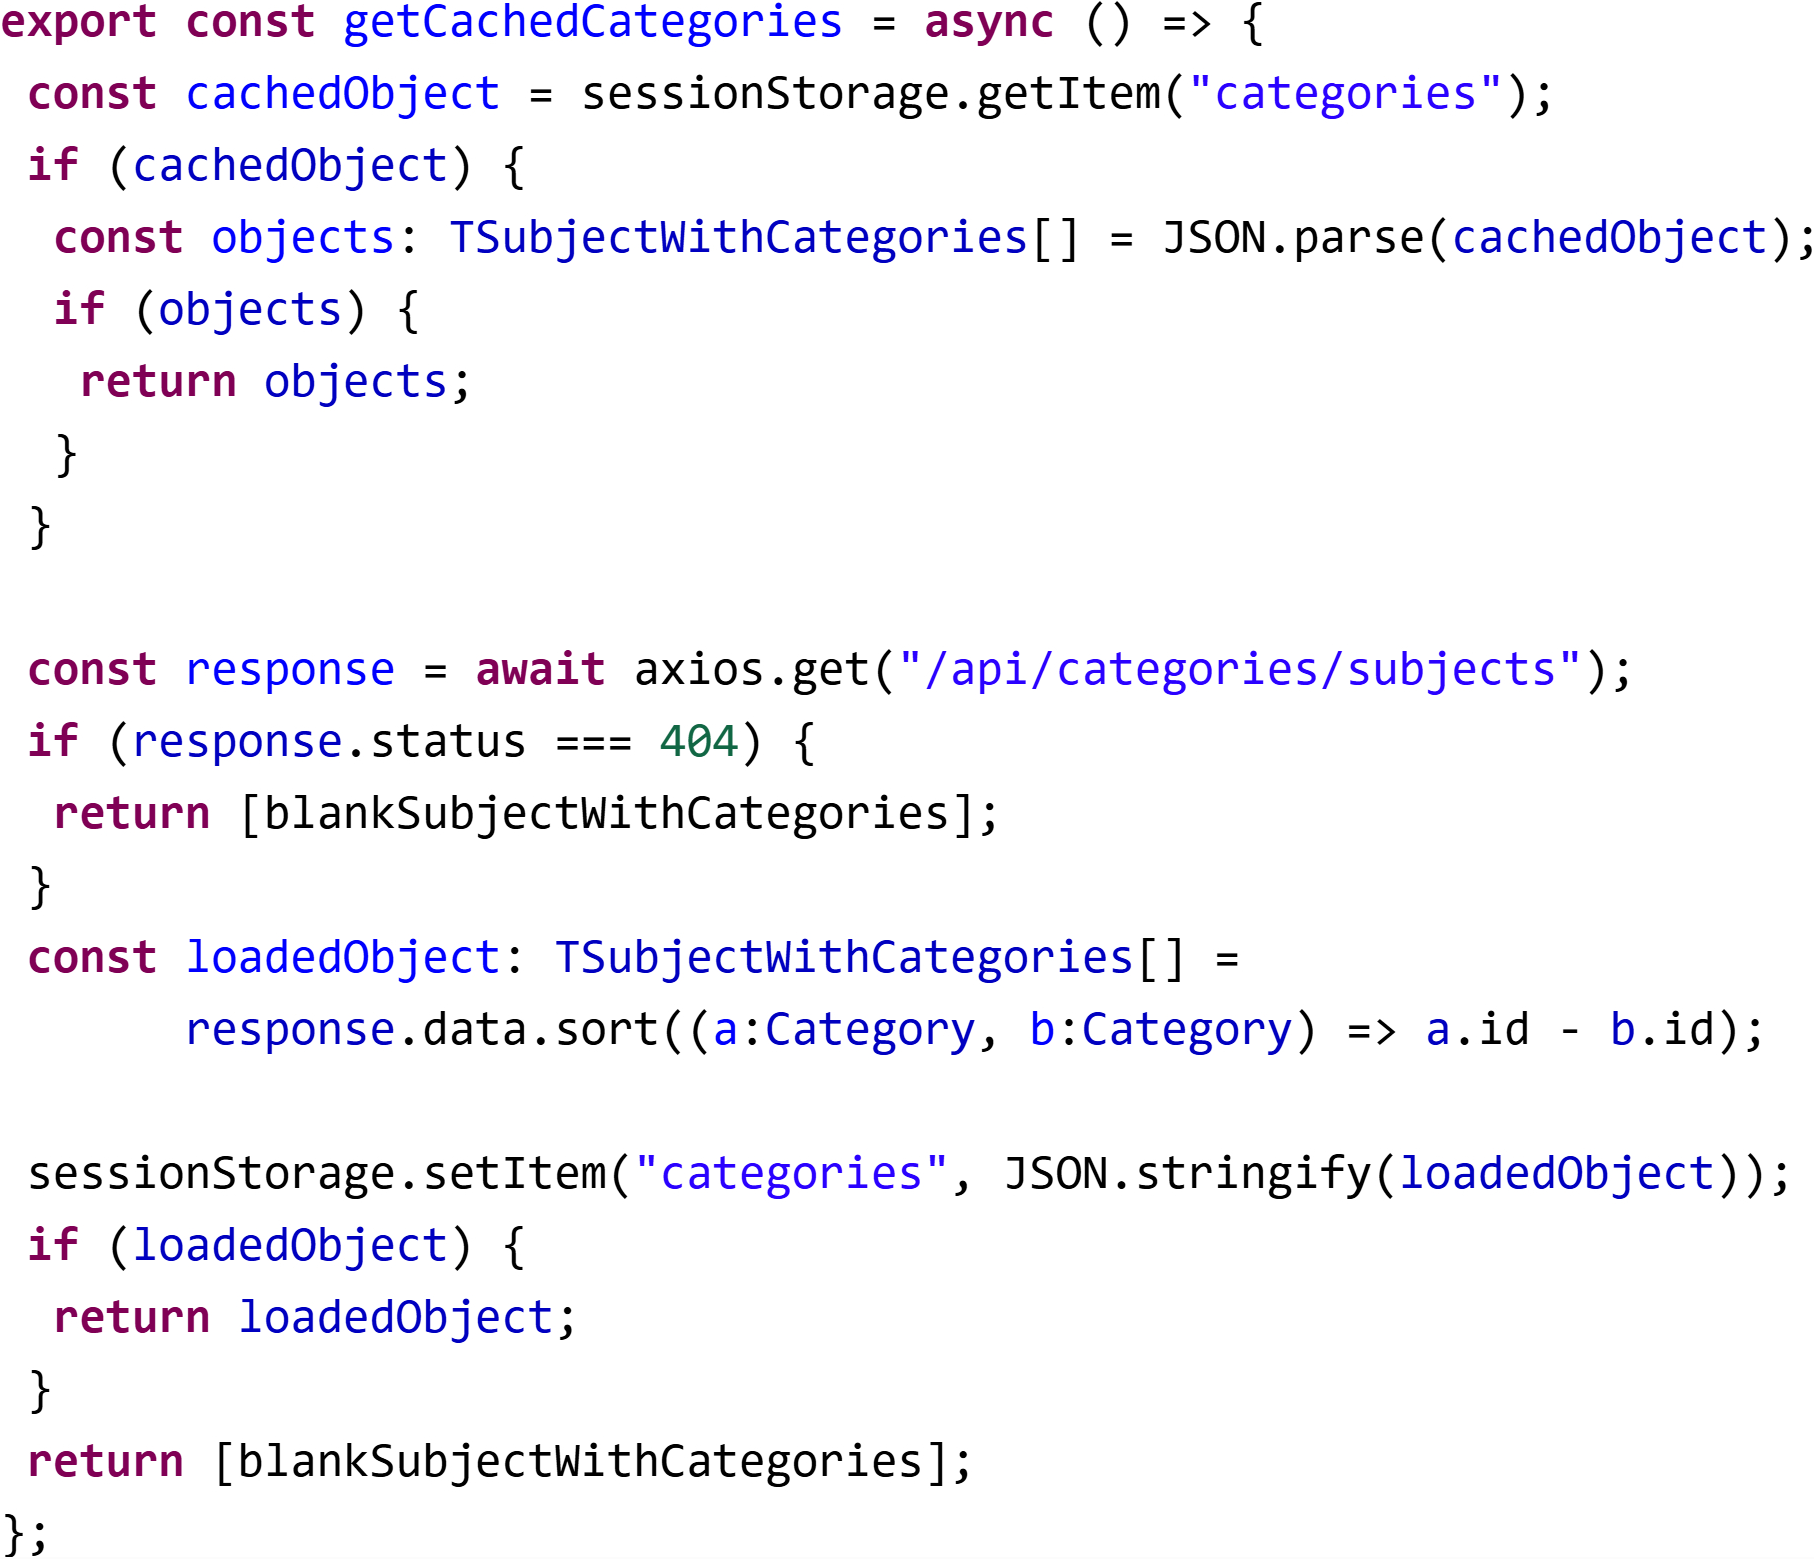 export const getCachedCategories = async () => {
 const cachedObject = sessionStorage.getItem("categories");
 if (cachedObject) {
  const objects: TSubjectWithCategories[] = JSON.parse(cachedObject);
  if (objects) {
   return objects;
  }
 }

 const response = await axios.get("/api/categories/subjects");
 if (response.status === 404) {
  return [blankSubjectWithCategories];
 }
 const loadedObject: TSubjectWithCategories[] =
       response.data.sort((a:Category, b:Category) => a.id - b.id);

 sessionStorage.setItem("categories", JSON.stringify(loadedObject));
 if (loadedObject) {
  return loadedObject;
 }
 return [blankSubjectWithCategories];
};